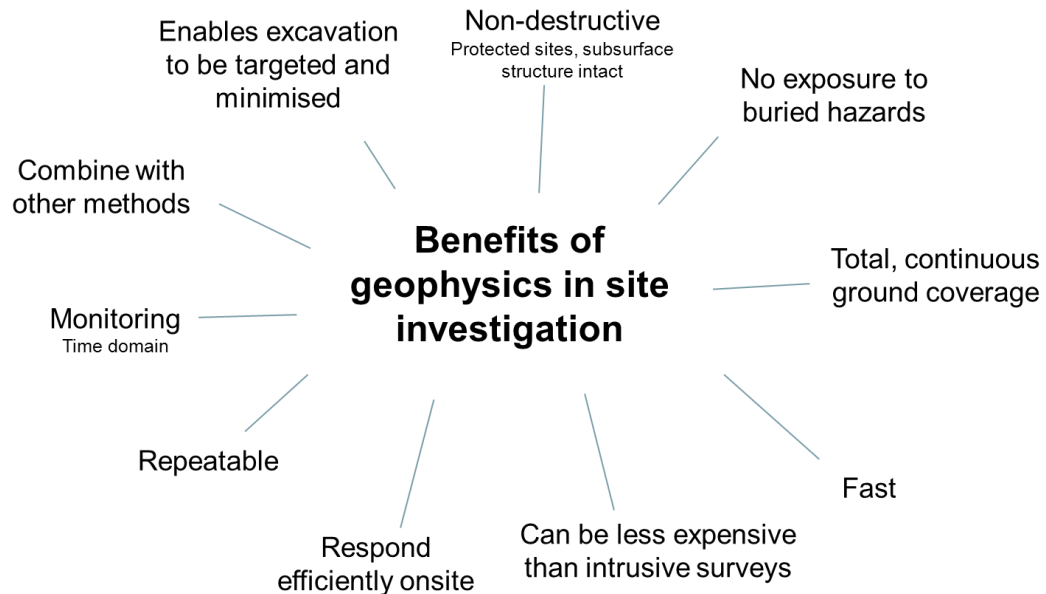 Non-destructive
Protected sites, subsurface
structure intact
Enables excavation
to be targeted and
minimised
No exposure to
buried hazards
Combine with
other methods
Benefits of
geophysics in site
investigation
Total, continuous
ground coverage
Monitoring
Time domain
Repeatable
Fast
Respond
efficiently onsite
Can be less expensive
than intrusive surveys